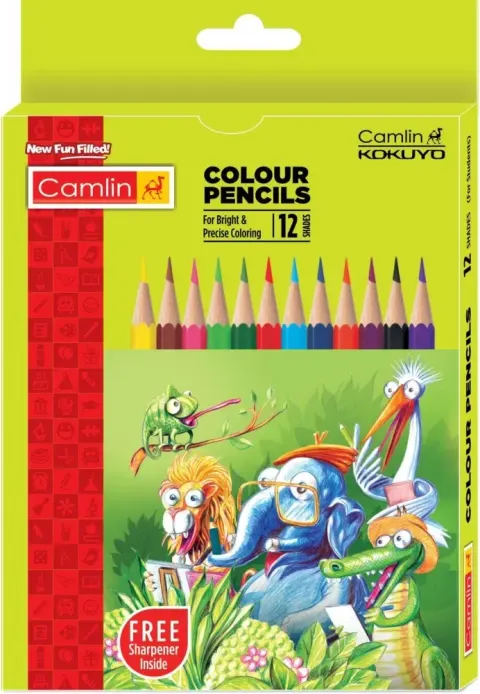 New Fun Filled!
Camlin
COLOUR
PENCILS
For Bright &
Precise Coloring
12 SHADES
Camlin
KOKUYO
12 SHADES (For Students)
COLOUR PENCILS
Camlin
FREE
Sharpener
Inside
Camlin